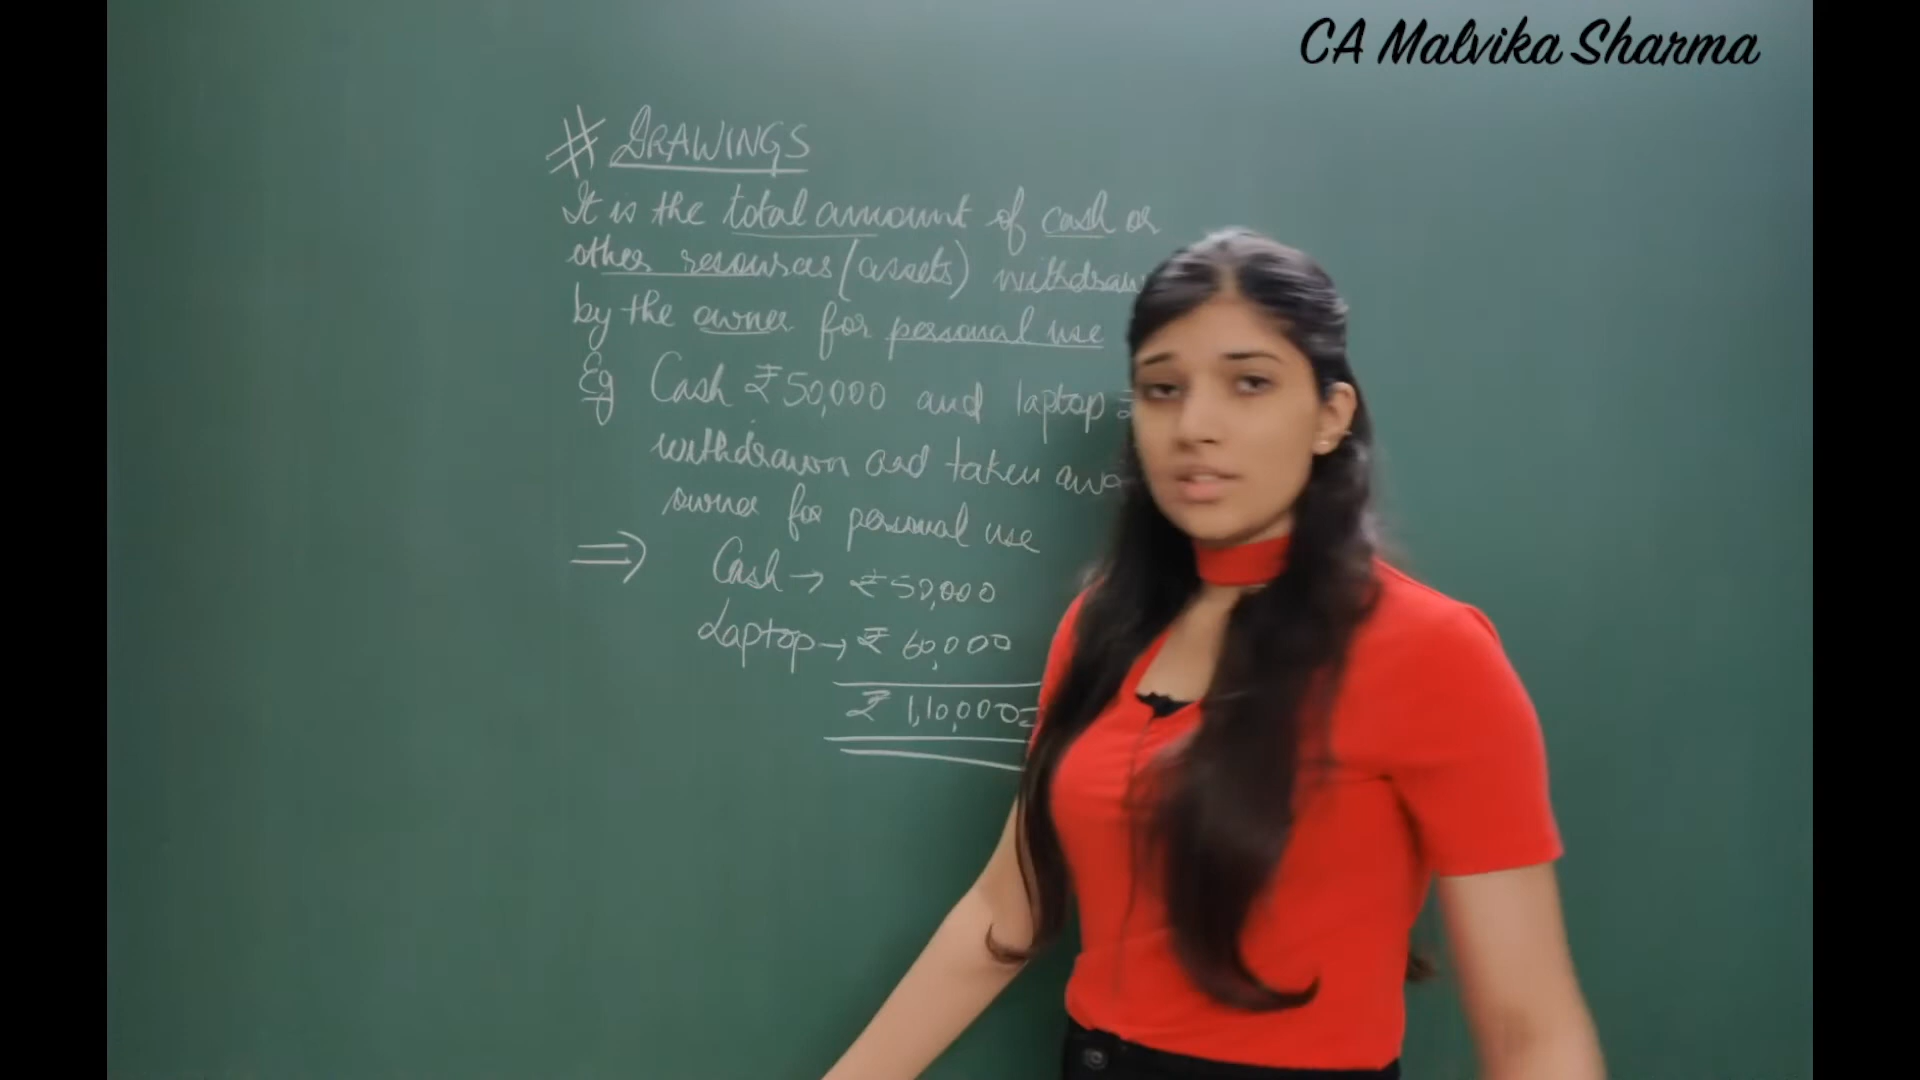 CA Malvika Sharma
# DRAWINGS
It is the total amount of cash or
other resources (assets) withdraw
by the owner for personal use
Eg Cash ₹50,000 and laptop
withdrawn and taken awa
owner for personal use
⇒ Cash → ₹50,000
Laptop → ₹ 60,000
₹ 1,10,000